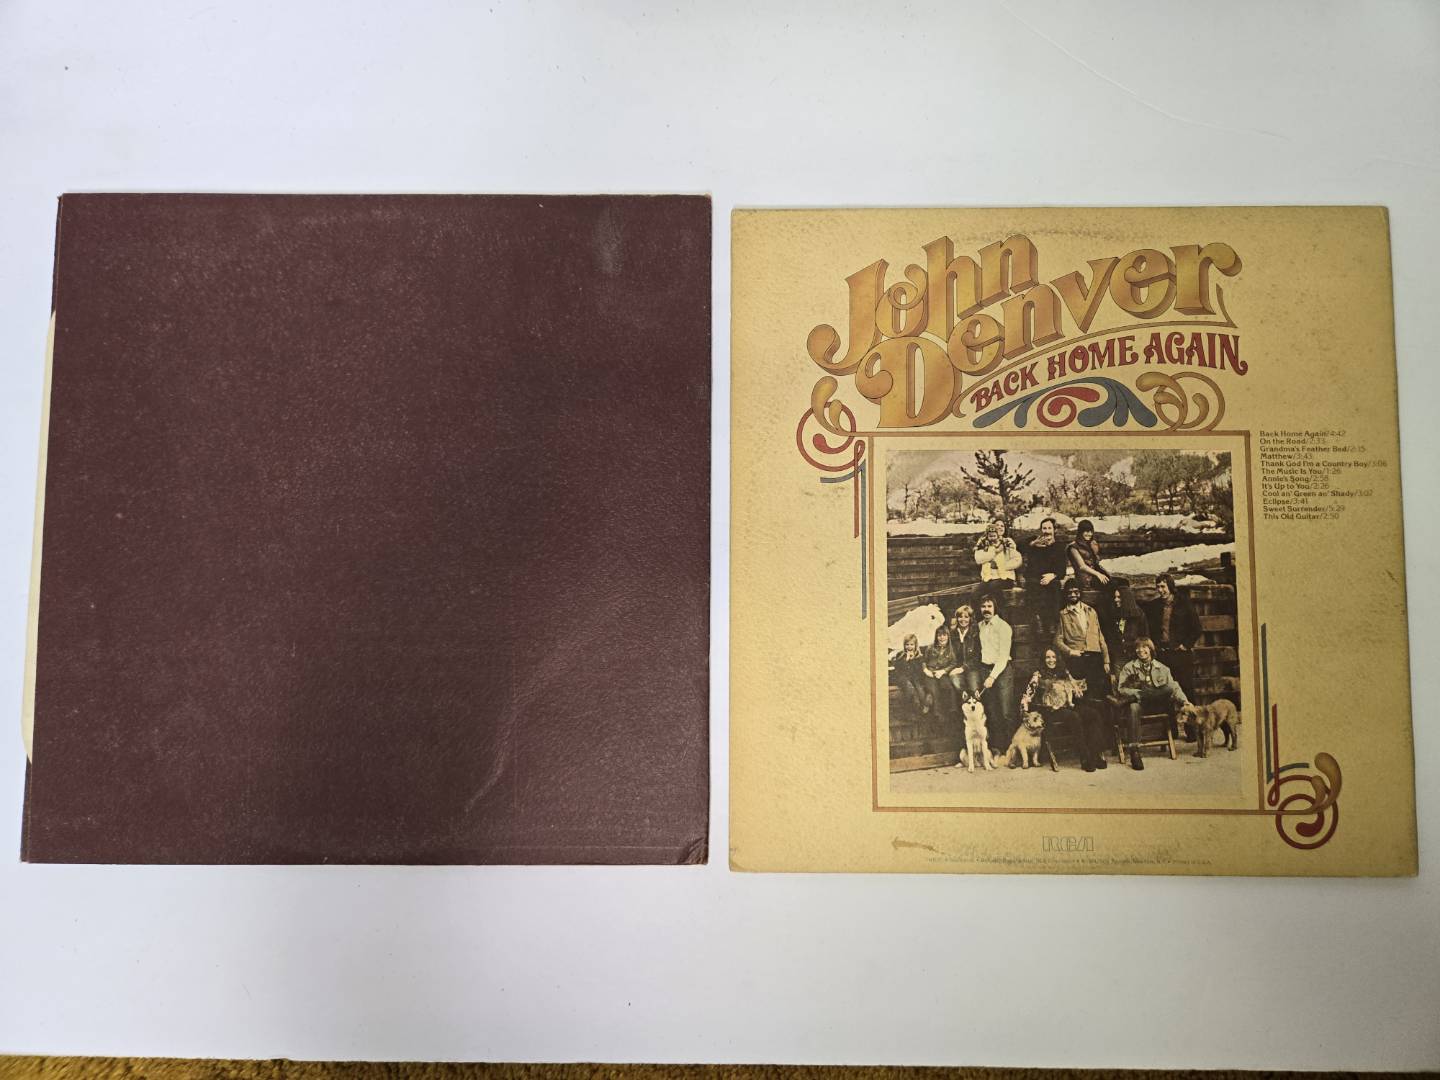 John
Denver
BACK HOME AGAIN
Back Home Again/4:42
On the Road/2:33
Grandma's Feather Bed/2:15
Matthew/3:43
Thank God I'm a Country Boy/3:06
The Music Is You/1:26
Annie's Song/2:58
It's Up to You/2:26
Cool an' Green an' Shady/3:07
Eclipse/3:41
Sweet Surrender/5:29
This Old Guitar/2:50
RCA